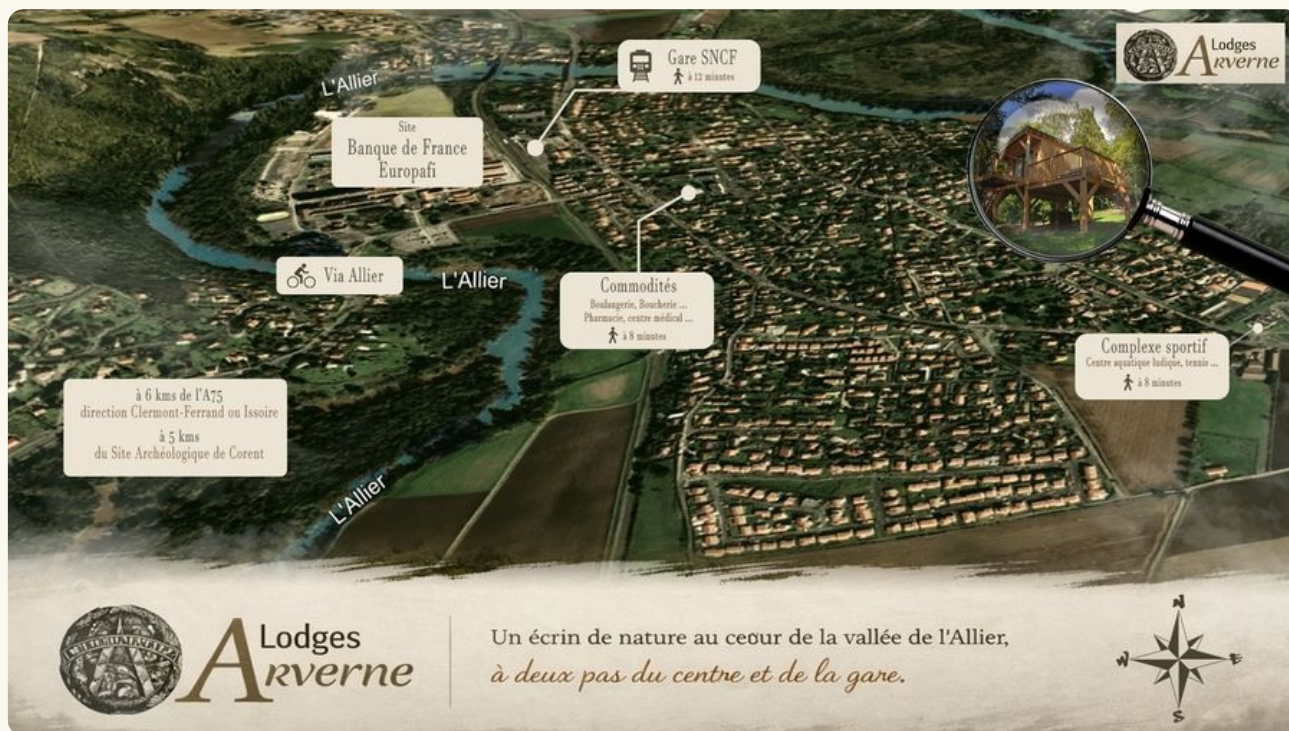 Lodges
Arverne
Gare SNCF
à 12 minutes
L'Allier
Site
Banque de France
Europafi
Via Allier
L'Allier
Commodités
Boulangerie, Boucherie ...
Pharmacie, centre médical ...
à 8 minutes
Complexe sportif
Centre aquatique ludique, tennis ...
à 8 minutes
à 6 kms de l'A75
direction Clermont-Ferrand ou Issoire
à 5 kms
du Site Archéologique de Corent
L'Allier
Lodges
Arverne
Un écrin de nature au cœur de la vallée de l'Allier,
à deux pas du centre et de la gare.
N
W
E
S